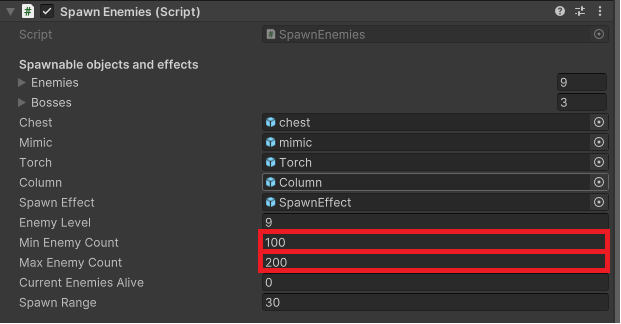 Spawn Enemies (Script)
Script SpawnEnemies
Spawnable objects and effects
Enemies 9
Bosses 3
Chest chest
Mimic mimic
Torch Torch
Column Column
Spawn Effect SpawnEffect
Enemy Level 9
Min Enemy Count 100
Max Enemy Count 200
Current Enemies Alive 0
Spawn Range 30